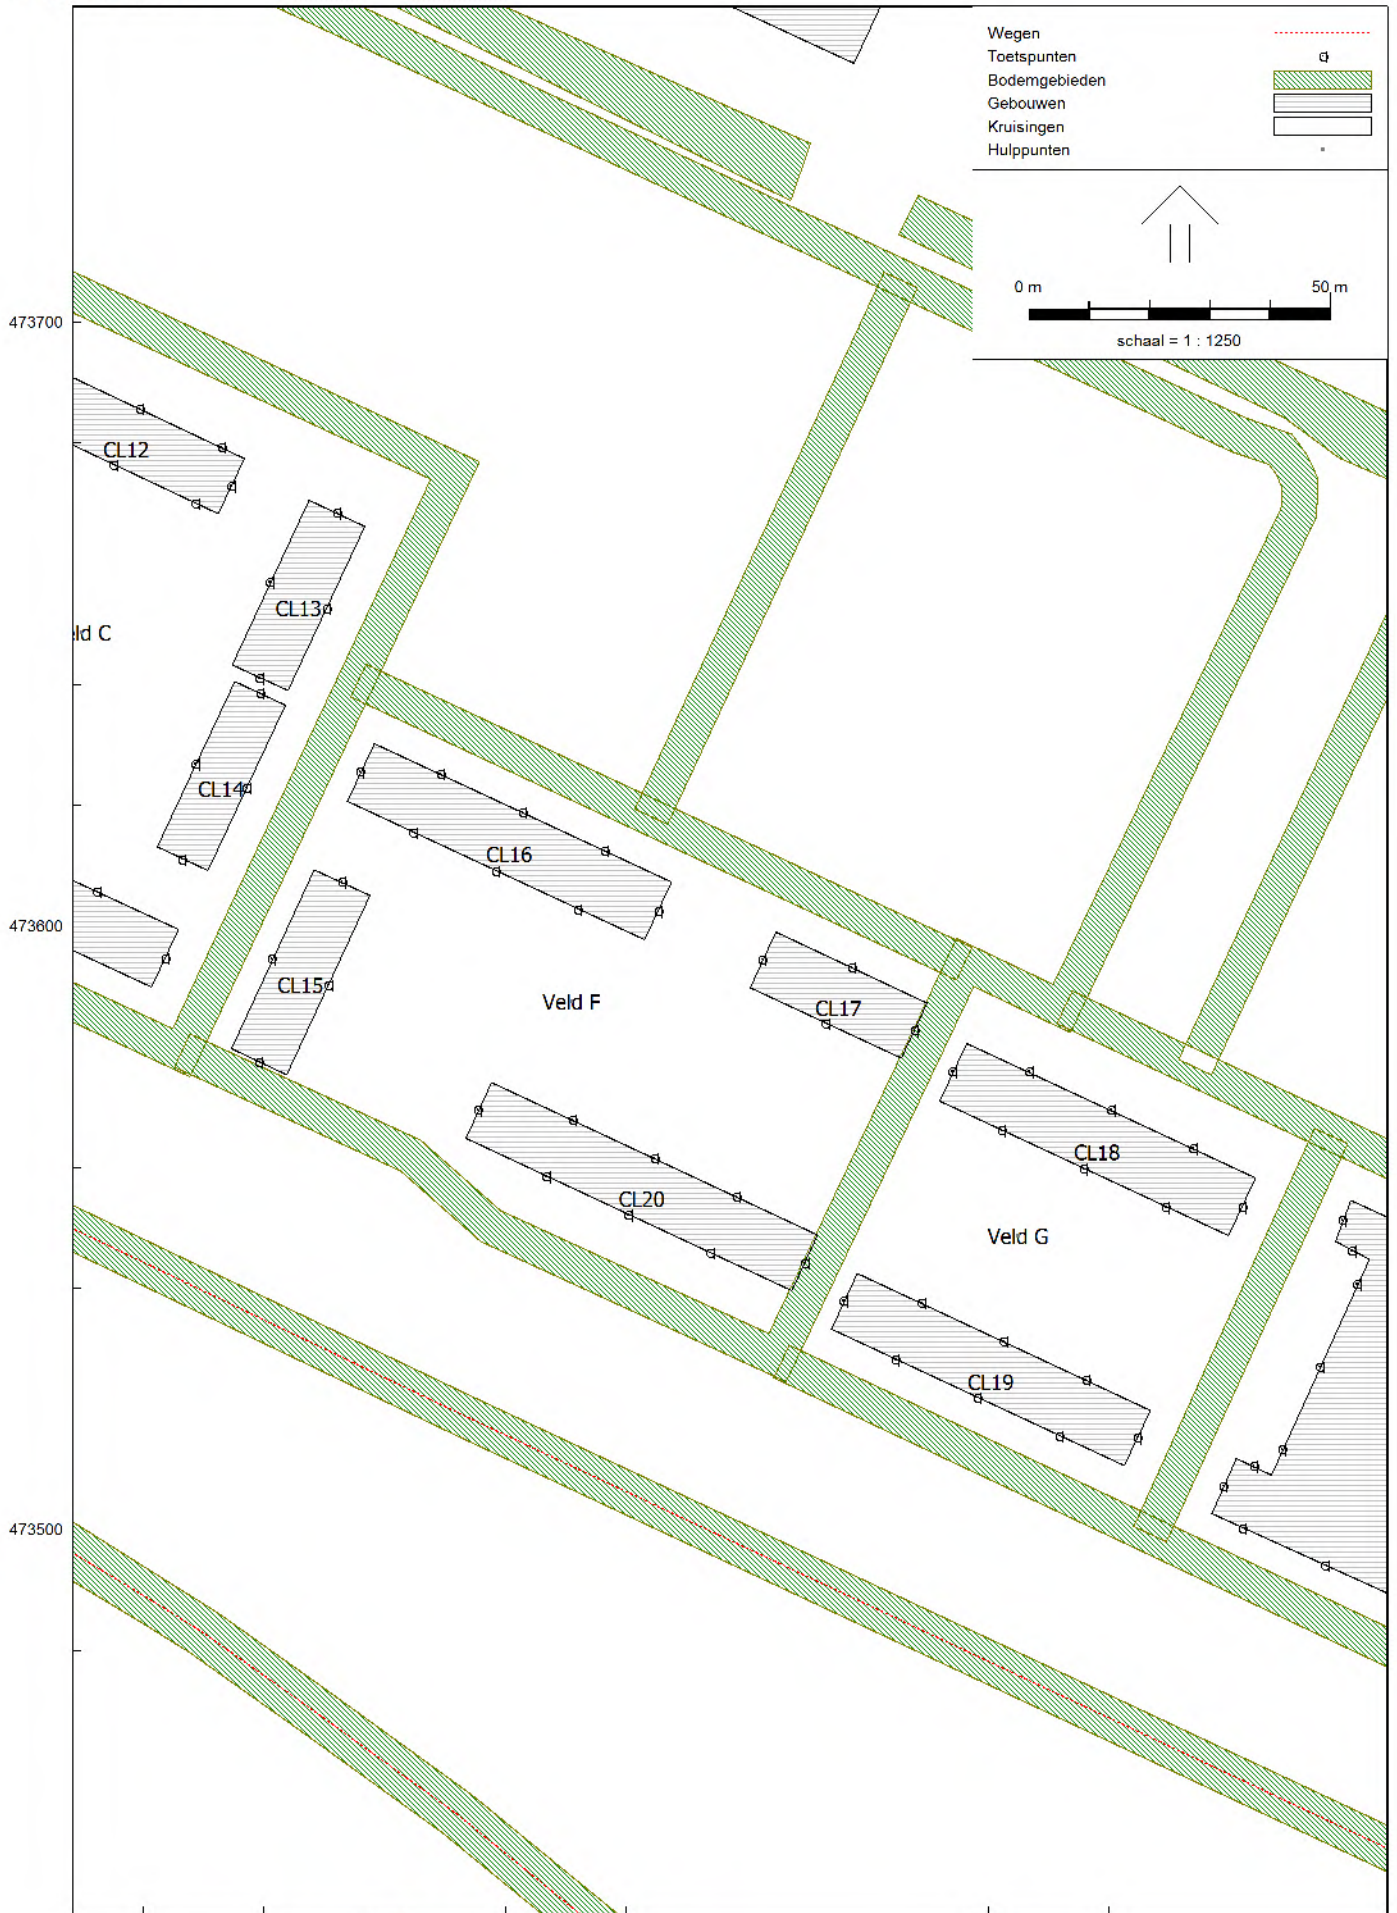 Wegen
Toetspunten
Bodemgebieden
Gebouwen
Kruisingen
Hulppunten
0 m 50 m
schaal = 1 : 1250
473700
CL12
CL13
eld C
CL14
CL16
473600
CL15
Veld F
CL17
CL18
CL20
Veld G
CL19
473500